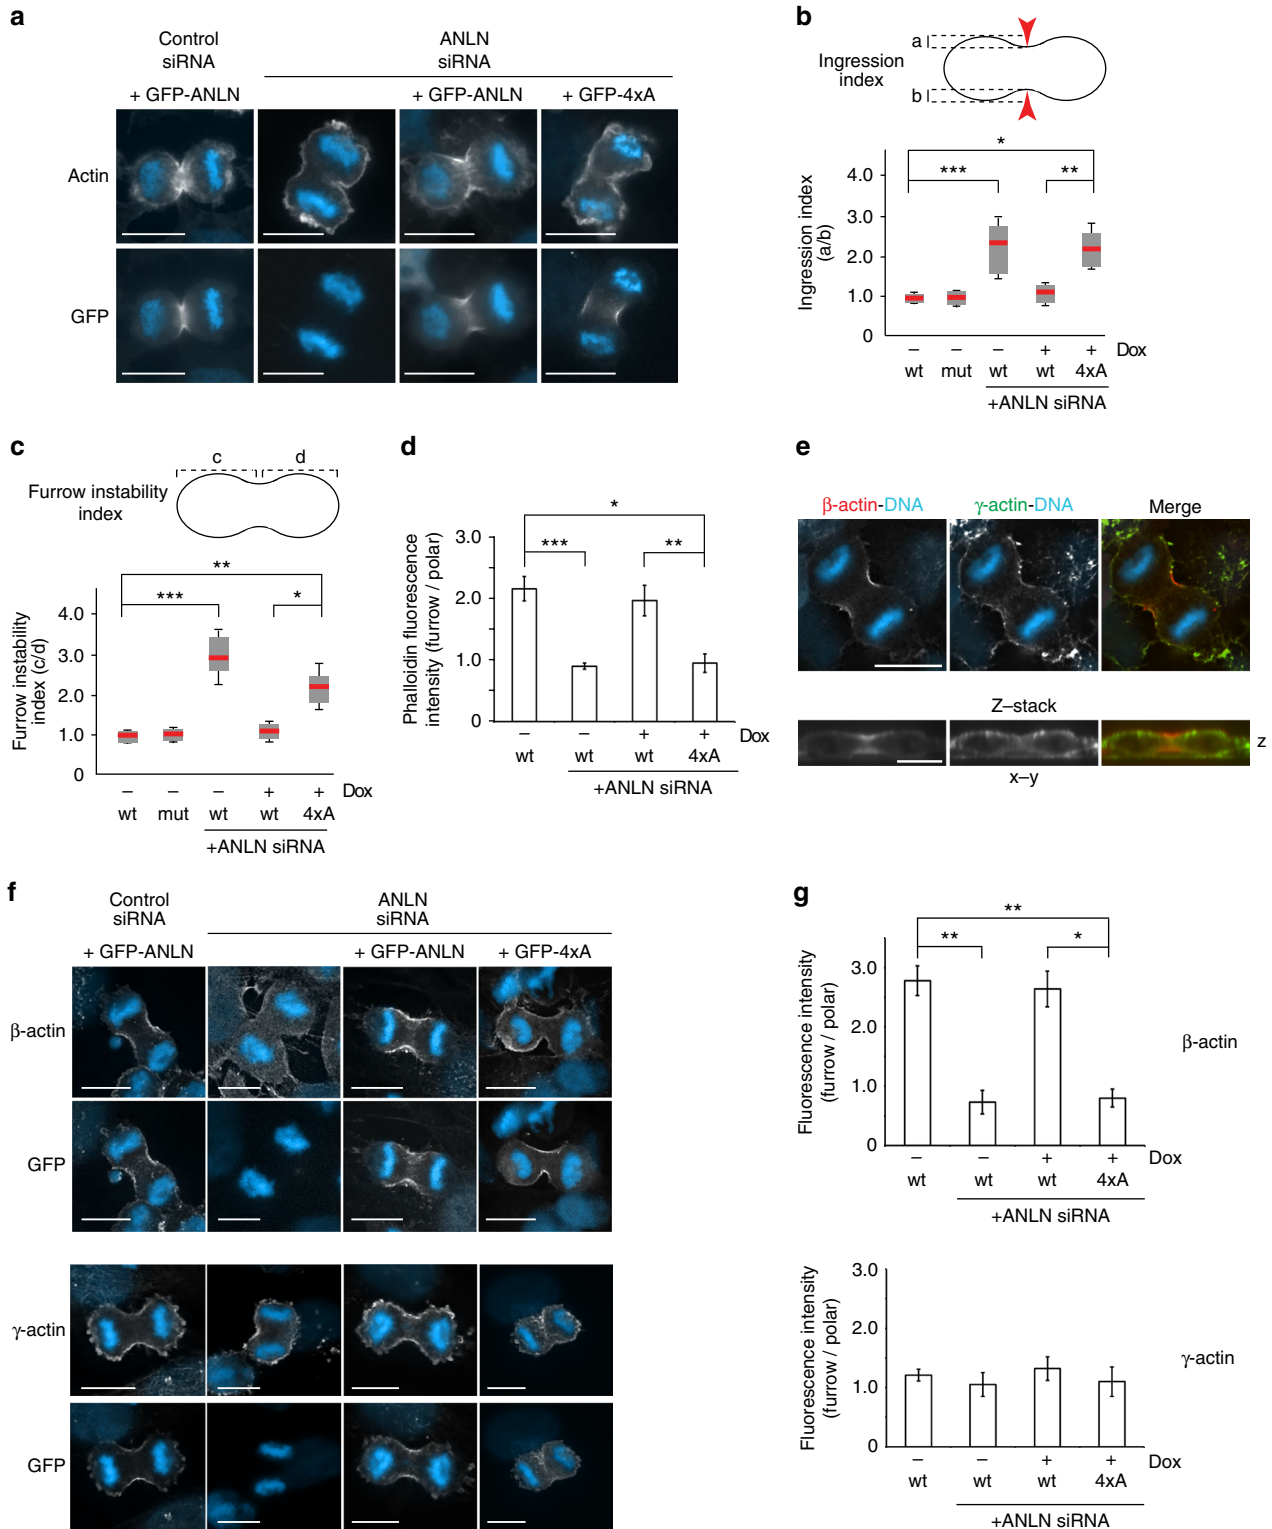 a
Control
siRNA
ANLN
siRNA
+ GFP-ANLN
+ GFP-ANLN
+ GFP-4xA
Actin
GFP
b
Ingression
index
a
b
* 
*** **
Ingression index
(a/b)
4.0
3.0
2.0
1.0
0
– – – + + Dox
wt mut wt wt 4xA
+ANLN siRNA
c
Furrow instability
index
c d
**
*** *
Furrow instability
index (c/d)
4.0
3.0
2.0
1.0
0
– – – + + Dox
wt mut wt wt 4xA
+ANLN siRNA
d
*
*** **
Phalloidin fluorescence
intensity (furrow / polar)
3.0
2.0
1.0
0
– – + + Dox
wt wt wt 4xA
+ANLN siRNA
e
β-actin-DNA γ-actin-DNA Merge
Z–stack
z
x–y
f
Control
siRNA
ANLN
siRNA
+ GFP-ANLN
+ GFP-ANLN
+ GFP-4xA
β-actin
GFP
γ-actin
GFP
g
**
** *
Fluorescence intensity
(furrow / polar)
3.0
2.0
1.0
0
β-actin
– – + + Dox
wt wt wt 4xA
+ANLN siRNA
Fluorescence intensity
(furrow / polar)
3.0
2.0
1.0
0
γ-actin
– – + + Dox
wt wt wt 4xA
+ANLN siRNA